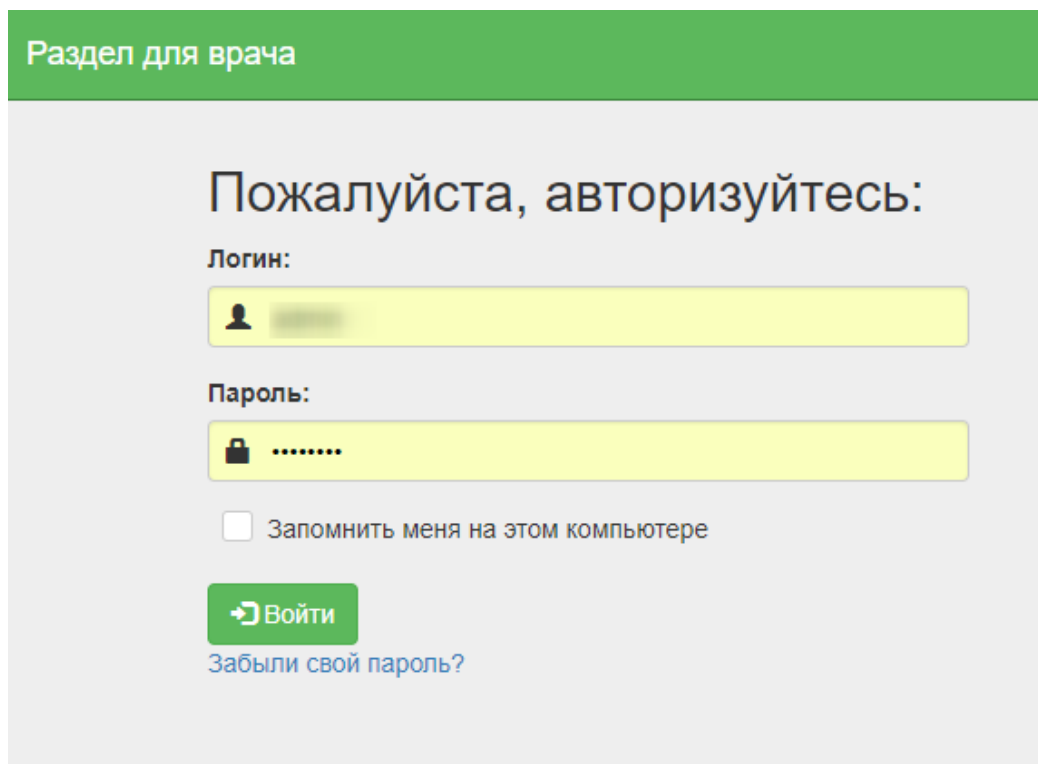 Раздел для врача
Пожалуйста, авторизуйтесь:
Логин:
Пароль:
••••••••
Запомнить меня на этом компьютере
Войти
Забыли свой пароль?